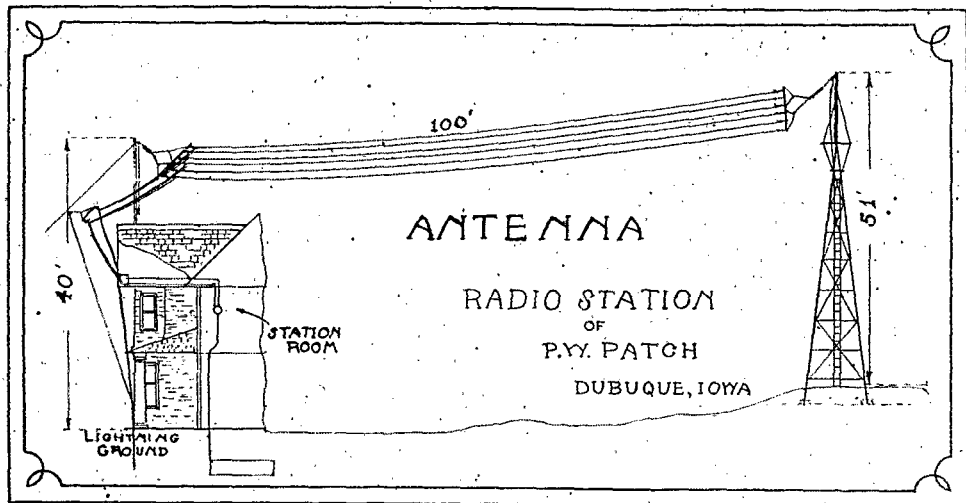 100'
ANTENNA
40'
51'
RADIO STATION
OF
P.W. PATCH
DUBUQUE, IOWA
STATION
ROOM
LIGHTNING
GROUND